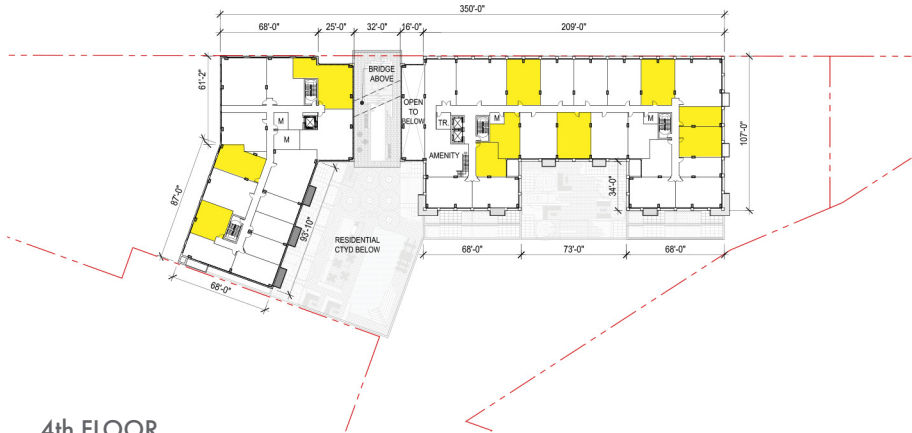 350'-0"
68'-0"
25'-0"
32'-0"
16'-0"
209'-0"
61'-2"
BRIDGE
ABOVE
OPEN
TO
BELOW
TR.
M
M
M
M
AMENITY
107'-0"
34'-0"
87'-0"
93'-10"
RESIDENTIAL
CTYD BELOW
68'-0"
73'-0"
68'-0"
68'-0"
4th FLOOR